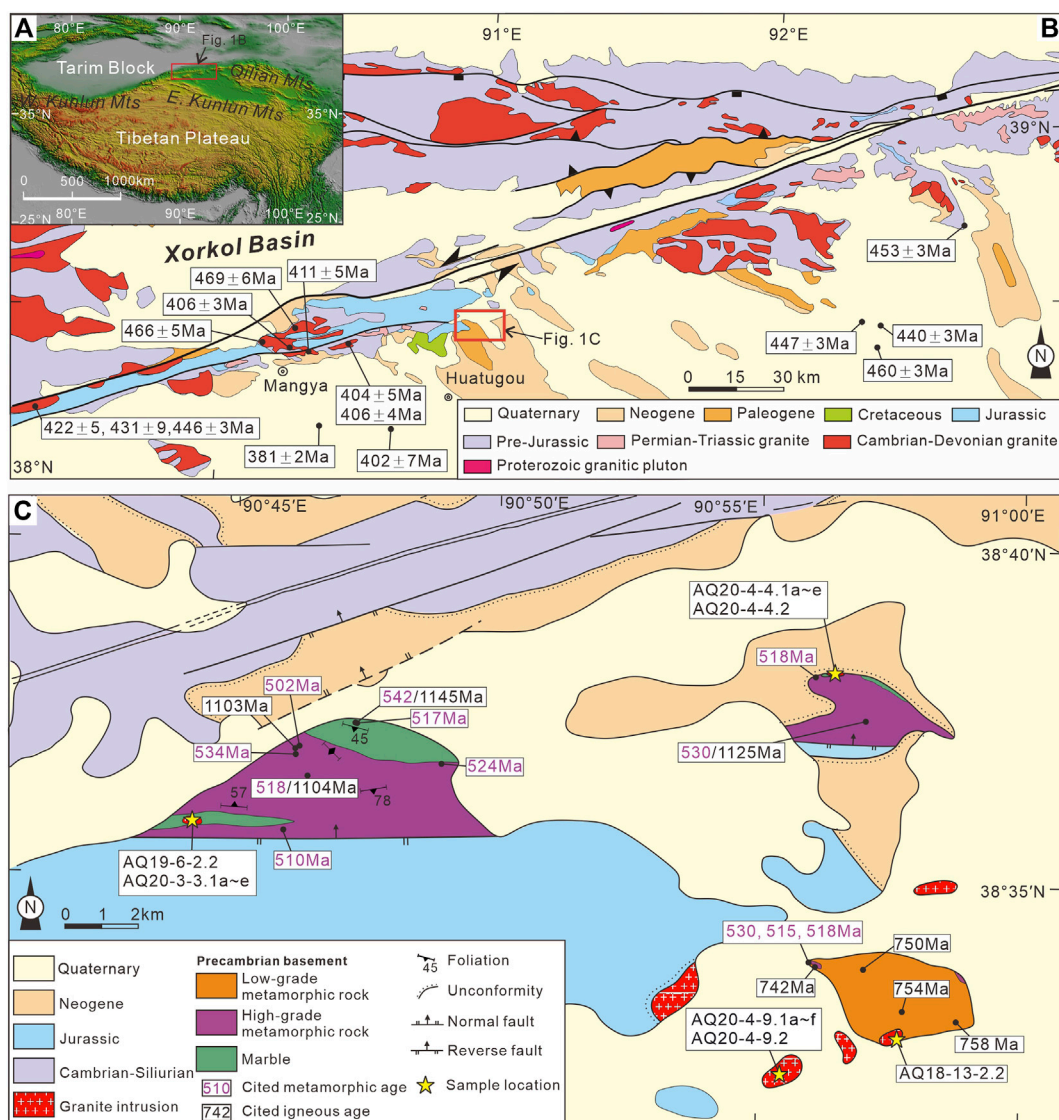 A
80°E
90°E
100°E
Fig. 1B
Tarim Block
Qilian Mts
W. Kunlun Mts
E. Kunlun Mts
35°N
35°N
Tibetan Plateau
0 500 1000km
25°N
80°E
90°E
100°E
25°N
B
91°E
92°E
39°N
Xorkol Basin
469±6Ma
411±5Ma
406±3Ma
466±5Ma
453±3Ma
Fig. 1C
447±3Ma
440±3Ma
460±3Ma
N
Mangya
Huatugou
404±5Ma
406±4Ma
0 15 30 km
422±5, 431±9, 446±3Ma
381±2Ma
402±7Ma
38°N
Quaternary
Neogene
Paleogene
Cretaceous
Jurassic
Pre-Jurassic
Permian-Triassic granite
Cambrian-Devonian granite
Proterozoic granitic pluton
C
90°45′E
90°50′E
90°55′E
91°00′E
38°40′N
AQ20-4-4.1a~e
AQ20-4-4.2
518Ma
502Ma
542/1145Ma
1103Ma
517Ma
45
534Ma
530/1125Ma
524Ma
518/1104Ma
57
78
AQ19-6-2.2
AQ20-3-3.1a~e
510Ma
38°35′N
N
0 1 2km
530, 515, 518Ma
750Ma
742Ma
754Ma
758 Ma
AQ20-4-9.1a~f
AQ20-4-9.2
AQ18-13-2.2
Quaternary
Neogene
Jurassic
Cambrian-Siliurian
Granite intrusion
Precambrian basement
Low-grade
metamorphic rock
High-grade
metamorphic rock
Marble
510 Cited metamorphic age
742 Cited igneous age
45 Foliation
Unconformity
Normal fault
Reverse fault
Sample location